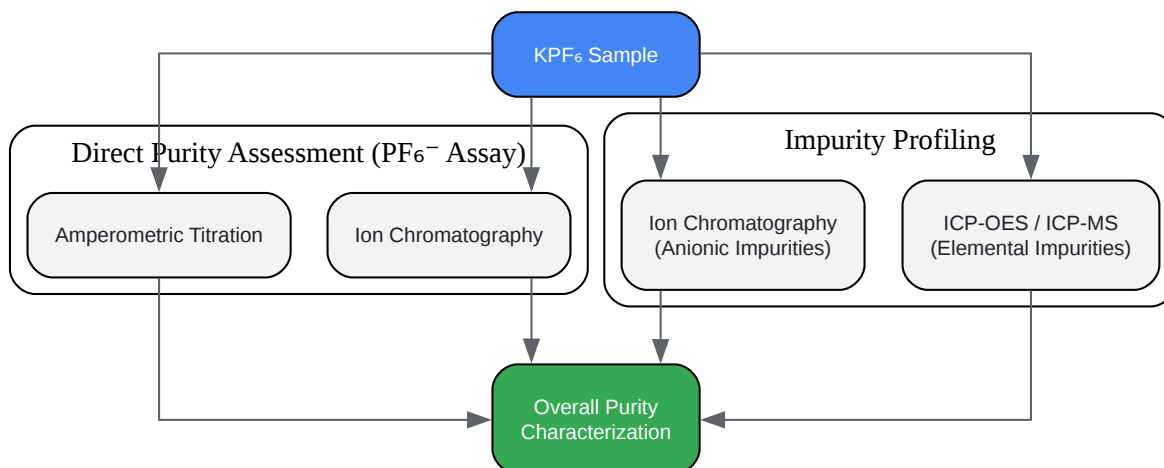 KPF₆ Sample
Direct Purity Assessment (PF₆⁻ Assay)
Impurity Profiling
Amperometric Titration
Ion Chromatography
Ion Chromatography
(Anionic Impurities)
ICP-OES / ICP-MS
(Elemental Impurities)
Overall Purity
Characterization